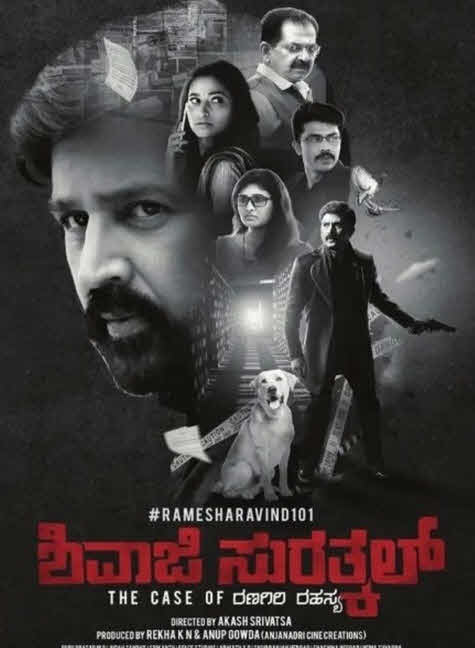 #RAMESHARAVIND101
ಶಿವಾಜಿ ಸುರತ್ಕಲ್
THE CASE OF ರಣಗಿರಿ ರಹಸ್ಯ
DIRECTED BY AKASH SRIVATSA
PRODUCED BY REKHA K N & ANUP GOWDA (ANJANADRI CINE CREATIONS)
CAUTION